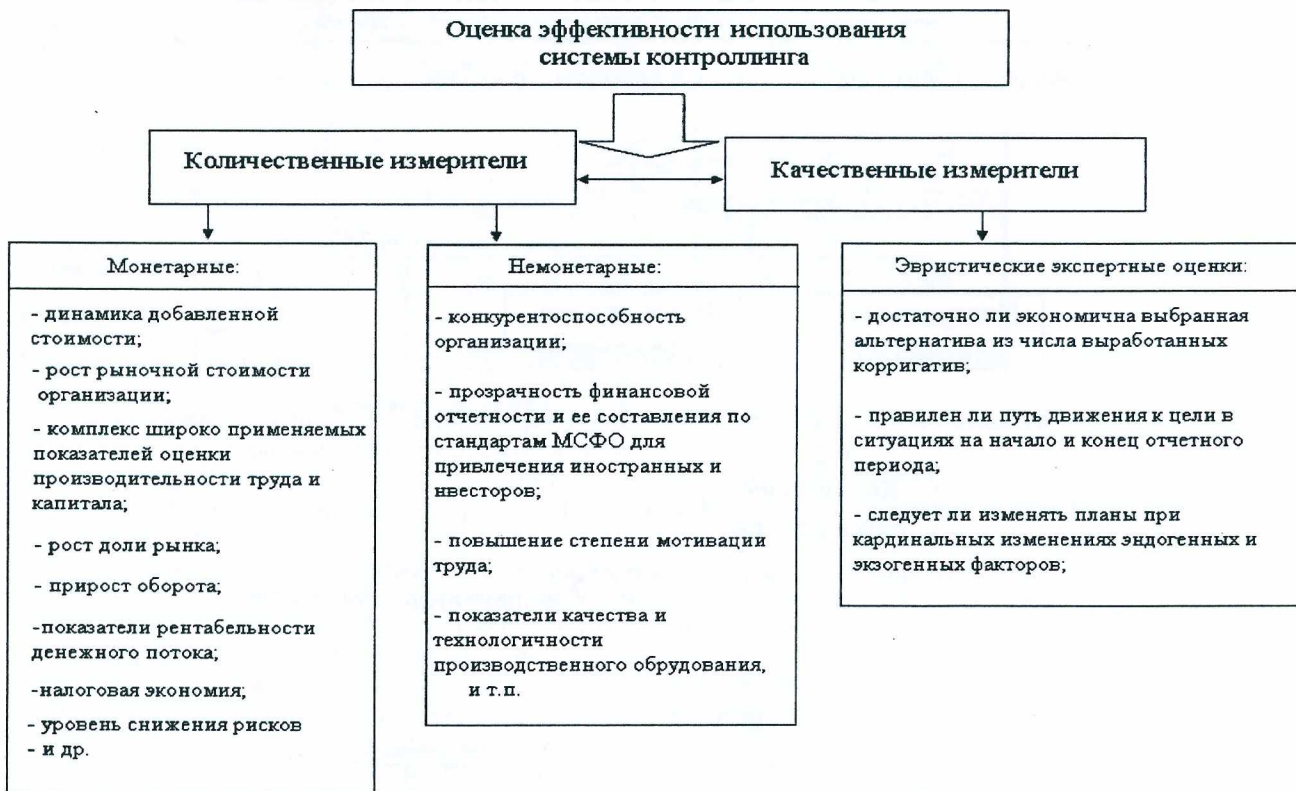 Оценка эффективности использования
системы контроллинга
Количественные измерители
Качественные измерители
Монетарные:
- динамика добавленной
стоимости;
- рост рыночной стоимости
организации;
- комплекс широко применяемых
показателей оценки
производительности труда и
капитала;
- рост доли рынка;
- прирост оборота;
-показатели рентабельности
денежного потока;
-налоговая экономия;
- уровень снижения рисков
- и др.
Немонетарные:
- конкурентоспособность
организации;
- прозрачность финансовой
отчетности и ее составления по
стандартам МСФО для
привлечения иностранных и
нвесторов;
- повышение степени мотивации
труда;
- показатели качества и
технологичности
производственного обрудования,
и т.п.
Эвристические экспертные оценки:
- достаточно ли экономична выбранная
альтернатива из числа выработанных
корригатив;
- правилен ли путь движения к цели в
ситуациях на начало и конец отчетного
периода;
- следует ли изменять планы при
кардинальных изменениях эндогенных и
экзогенных факторов;